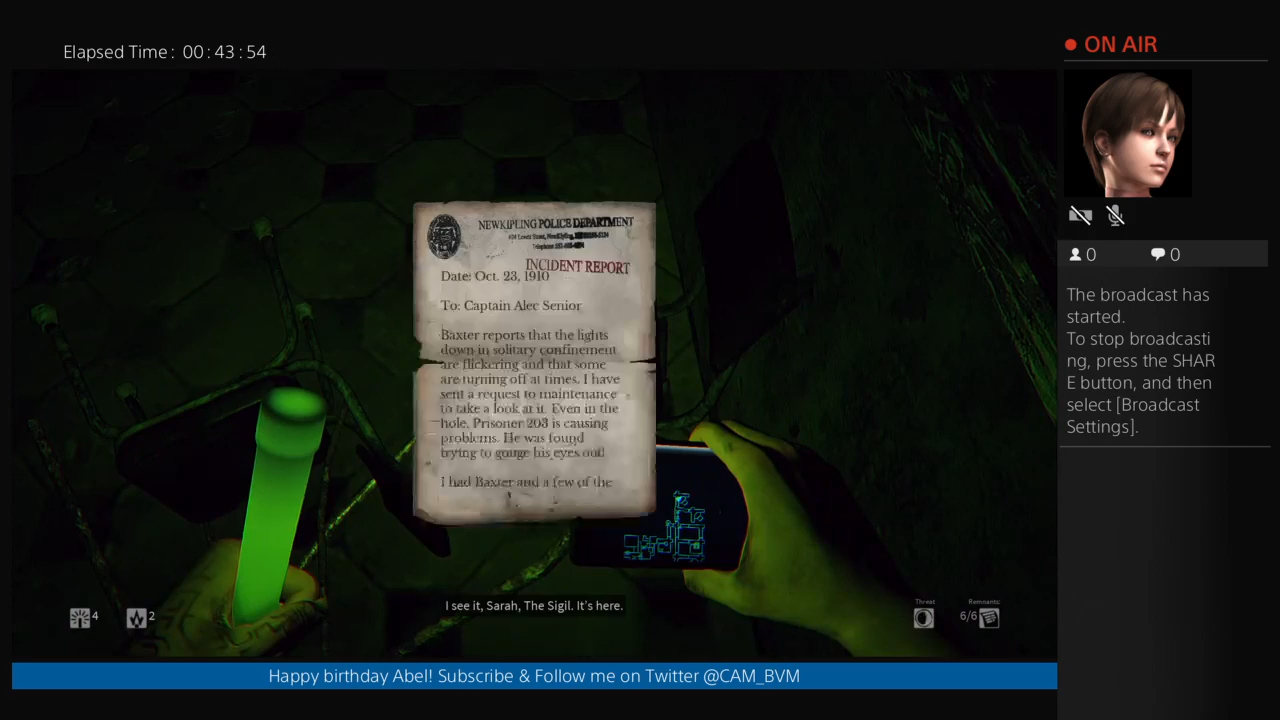 Elapsed Time: 00:43:54
ON AIR
0 0
The broadcast has
started.
To stop broadcasti
ng, press the SHAR
E button, and then
select [Broadcast
Settings].
NEWKIPLING POLICE DEPARTMENT
INCIDENT REPORT
Date: Oct. 23, 1910
To: Captain Alec Senior
Baxter reports that the lights
down in solitary confinement
are flickering and that some
are turning off at times. I have
sent a request to maintenance
to take a look at it. Even in the
hole, Prisoner 203 is causing
problems. He was found
trying to gouge his eyes out!
I had Baxter and a few of the
I see it, Sarah, The Sigil. It's here.
4
2
Threat
Remnants:
6/6
Happy birthday Abel! Subscribe & Follow me on Twitter @CAM_BVM